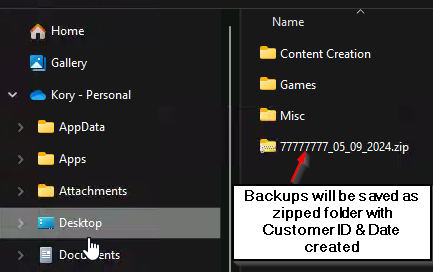 Home
Gallery
Kory - Personal
AppData
Apps
Attachments
Desktop
Documents
Name
Content Creation
Games
Misc
77777777_05_09_2024.zip
Backups will be saved as
zipped folder with
Customer ID & Date
created